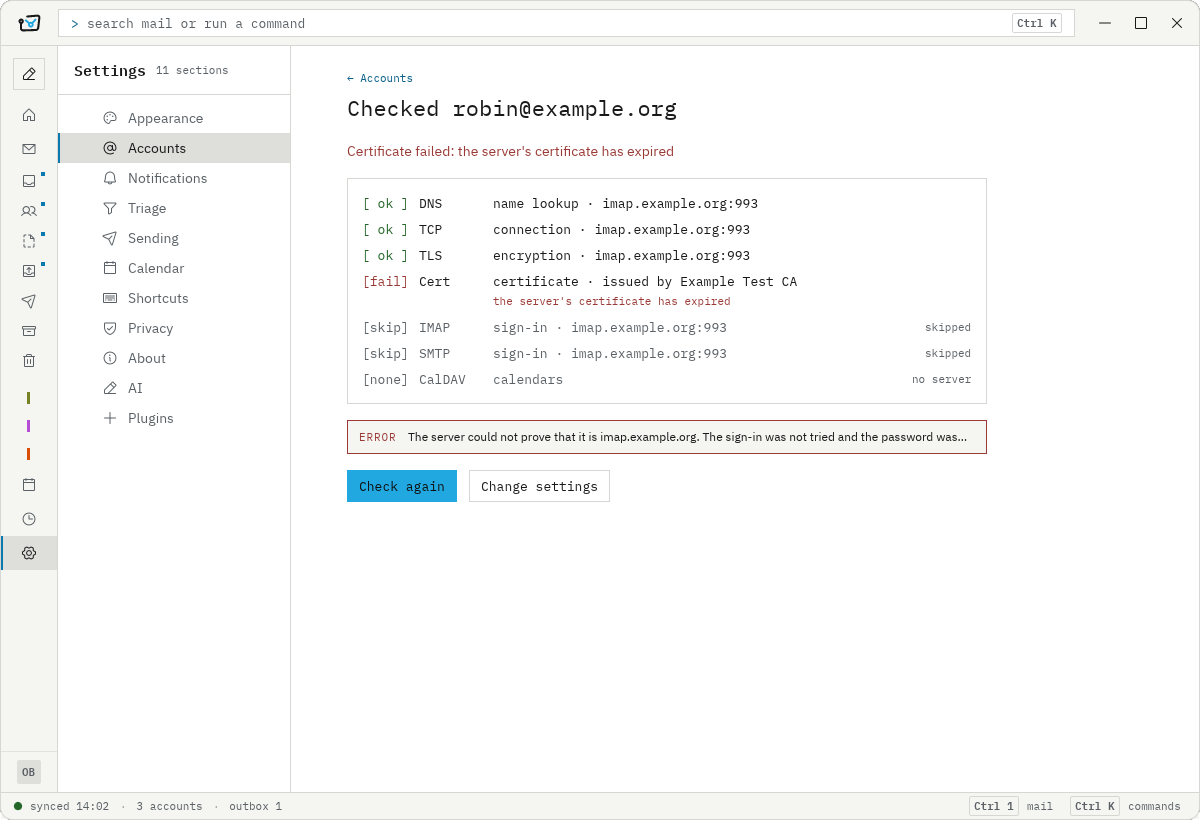 > search mail or run a command Ctrl K
Settings 11 sections
Appearance
Accounts
Notifications
Triage
Sending
Calendar
Shortcuts
Privacy
About
AI
Plugins
← Accounts
Checked robin@example.org
Certificate failed: the server's certificate has expired
[ ok ] DNS name lookup · imap.example.org:993
[ ok ] TCP connection · imap.example.org:993
[ ok ] TLS encryption · imap.example.org:993
[fail] Cert certificate · issued by Example Test CA
the server's certificate has expired
[skip] IMAP sign-in · imap.example.org:993 skipped
[skip] SMTP sign-in · imap.example.org:993 skipped
[none] CalDAV calendars no server
ERROR The server could not prove that it is imap.example.org. The sign-in was not tried and the password was...
Check again Change settings
OB
synced 14:02 · 3 accounts · outbox 1 Ctrl 1 mail Ctrl K commands